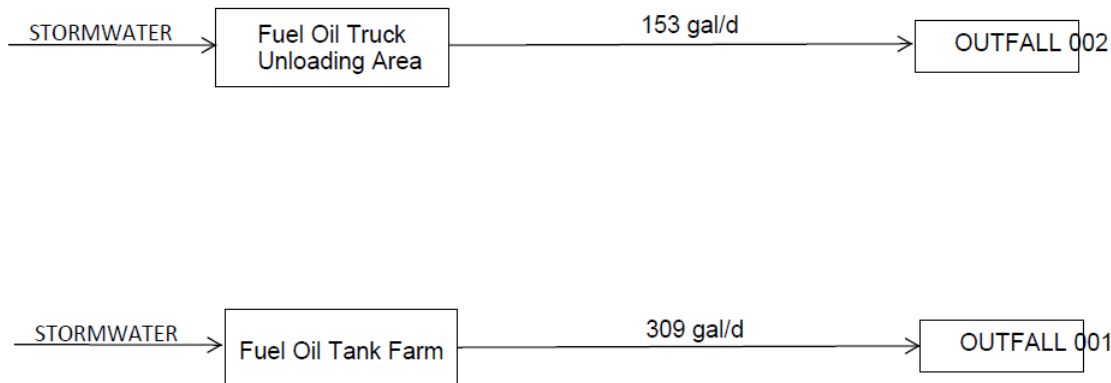 STORMWATER
Fuel Oil Truck
Unloading Area
153 gal/d
OUTFALL 002
STORMWATER
Fuel Oil Tank Farm
309 gal/d
OUTFALL 001